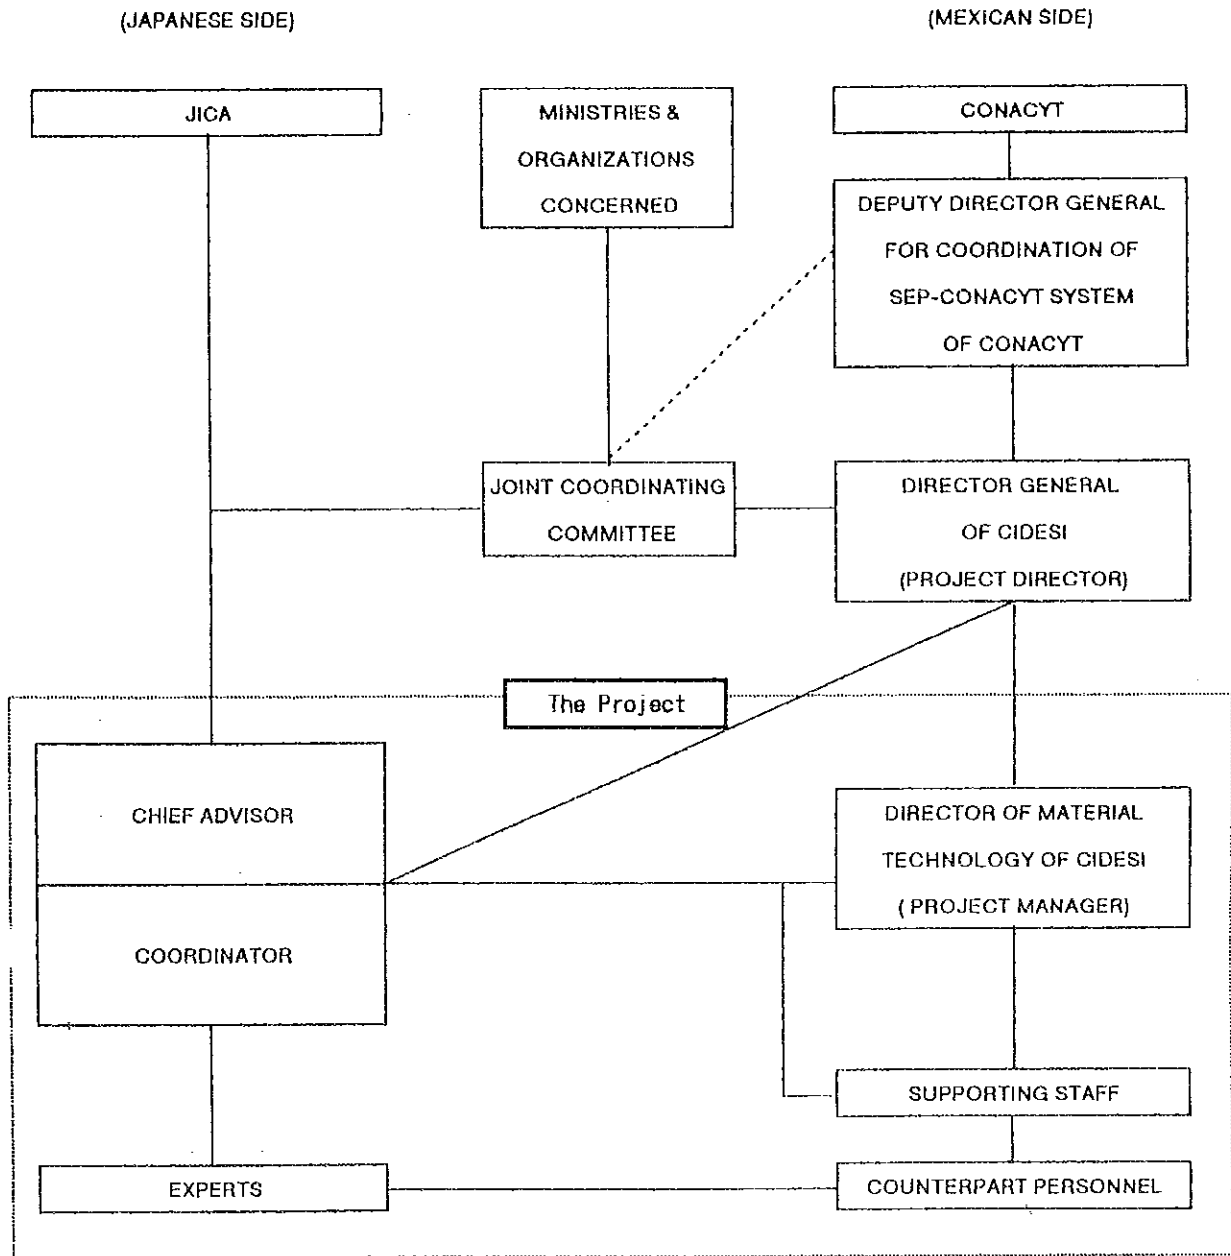 (JAPANESE SIDE)
(MEXICAN SIDE)
JICA
MINISTRIES &
ORGANIZATIONS
CONCERNED
CONACYT
DEPUTY DIRECTOR GENERAL
FOR COORDINATION OF
SEP-CONACYT SYSTEM
OF CONACYT
JOINT COORDINATING
COMMITTEE
DIRECTOR GENERAL
OF CIDESI
(PROJECT DIRECTOR)
The Project
CHIEF ADVISOR
COORDINATOR
DIRECTOR OF MATERIAL
TECHNOLOGY OF CIDESI
( PROJECT MANAGER)
SUPPORTING STAFF
EXPERTS
COUNTERPART PERSONNEL